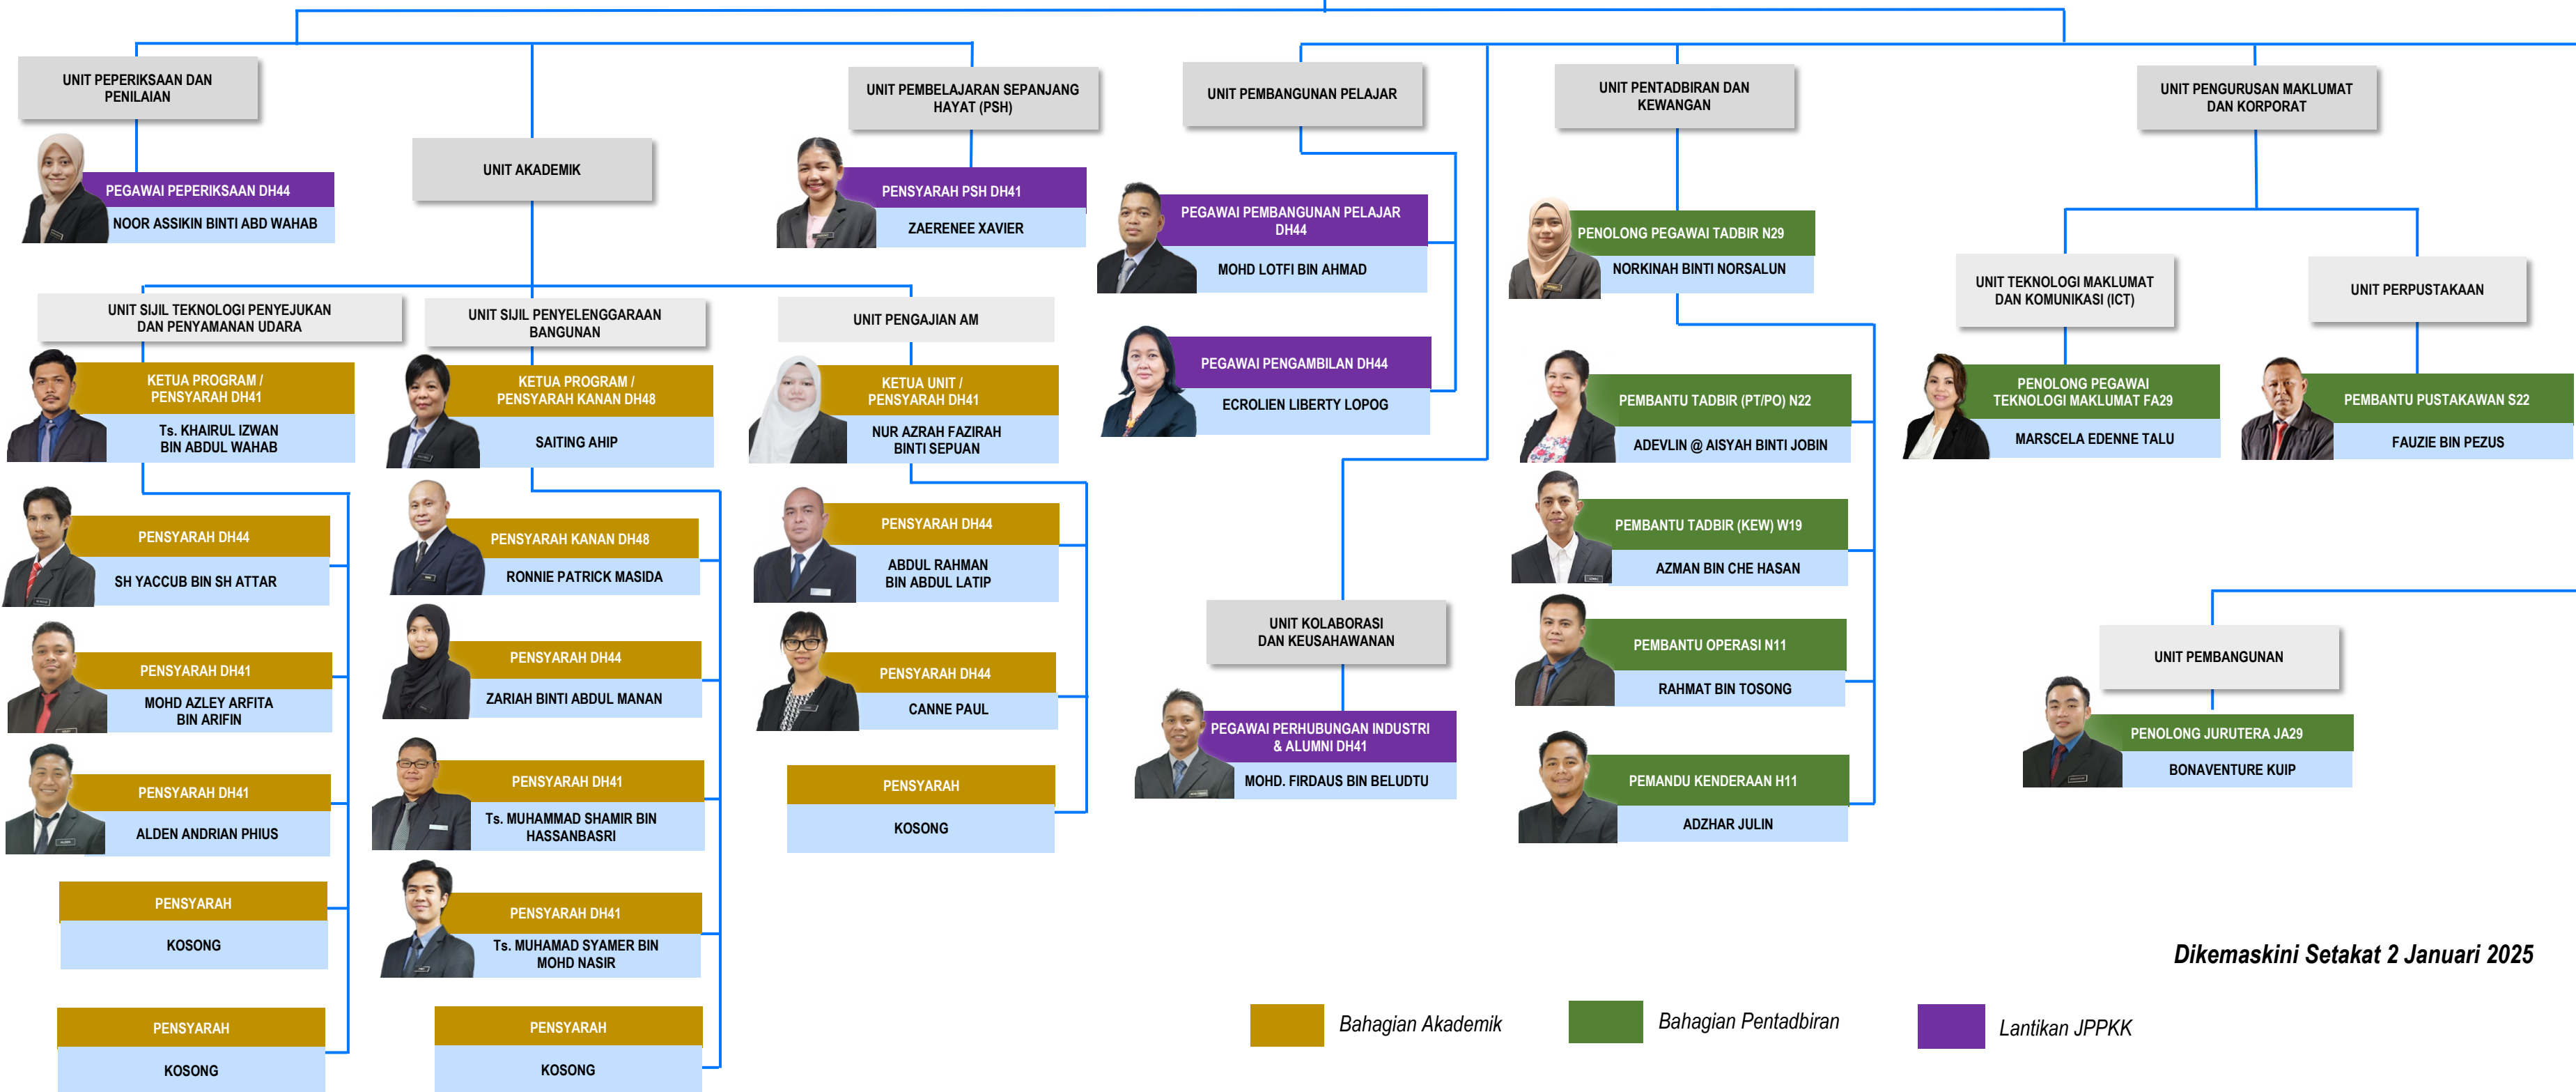 UNIT PEPERIKSAAN DAN
PENILAIAN
PEGAWAI PEPERIKSAAN DH44
NOOR ASSIKIN BINTI ABD WAHAB
UNIT AKADEMIK
UNIT PEMBELAJARAN SEPANJANG
HAYAT (PSH)
PENSYARAH PSH DH41
ZAERENEE XAVIER
UNIT SIJIL TEKNOLOGI PENYEJUKAN
DAN PENYAMANAN UDARA
KETUA PROGRAM /
PENSYARAH DH41
Ts. KHAIRUL IZWAN
BIN ABDUL WAHAB
PENSYARAH DH44
SH YACCUB BIN SH ATTAR
PENSYARAH DH41
MOHD AZLEY ARFITA
BIN ARIFIN
PENSYARAH DH41
ALDEN ANDRIAN PHIUS
PENSYARAH
KOSONG
PENSYARAH
KOSONG
UNIT SIJIL PENYELENGGARAAN
BANGUNAN
KETUA PROGRAM /
PENSYARAH KANAN DH48
SAITING AHIP
PENSYARAH KANAN DH48
RONNIE PATRICK MASIDA
PENSYARAH DH44
ZARIAH BINTI ABDUL MANAN
PENSYARAH DH41
Ts. MUHAMMAD SHAMIR BIN
HASSANBASRI
PENSYARAH DH41
Ts. MUHAMAD SYAMER BIN
MOHD NASIR
PENSYARAH
KOSONG
UNIT PENGAJIAN AM
KETUA UNIT /
PENSYARAH DH41
NUR AZRAH FAZIRAH
BINTI SEPUAN
PENSYARAH DH44
ABDUL RAHMAN
BIN ABDUL LATIP
PENSYARAH DH44
CANNE PAUL
PENSYARAH
KOSONG
UNIT PEMBANGUNAN PELAJAR
PEGAWAI PEMBANGUNAN PELAJAR
DH44
MOHD LOTFI BIN AHMAD
PEGAWAI PENGAMBILAN DH44
ECROLIEN LIBERTY LOPOG
UNIT KOLABORASI
DAN KEUSAHAWANAN
PEGAWAI PERHUBUNGAN INDUSTRI
& ALUMNI DH41
MOHD. FIRDAUS BIN BELUDTU
UNIT PENTADBIRAN DAN
KEWANGAN
PENOLONG PEGAWAI TADBIR N29
NORKINAH BINTI NORSALUN
PEMBANTU TADBIR (PT/PO) N22
ADEVLIN @ AISYAH BINTI JOBIN
PEMBANTU TADBIR (KEW) W19
AZMAN BIN CHE HASAN
PEMBANTU OPERASI N11
RAHMAT BIN TOSONG
PEMANDU KENDERAAN H11
ADZHAR JULIN
UNIT PENGURUSAN MAKLUMAT
DAN KORPORAT
UNIT TEKNOLOGI MAKLUMAT
DAN KOMUNIKASI (ICT)
PENOLONG PEGAWAI
TEKNOLOGI MAKLUMAT FA29
MARSCELA EDENNE TALU
UNIT PERPUSTAKAAN
PEMBANTU PUSTAKAWAN S22
FAUZIE BIN PEZUS
UNIT PEMBANGUNAN
PENOLONG JURUTERA JA29
BONAVENTURE KUIP
Dikemaskini Setakat 2 Januari 2025
Bahagian Akademik
Bahagian Pentadbiran
Lantikan JPPKK